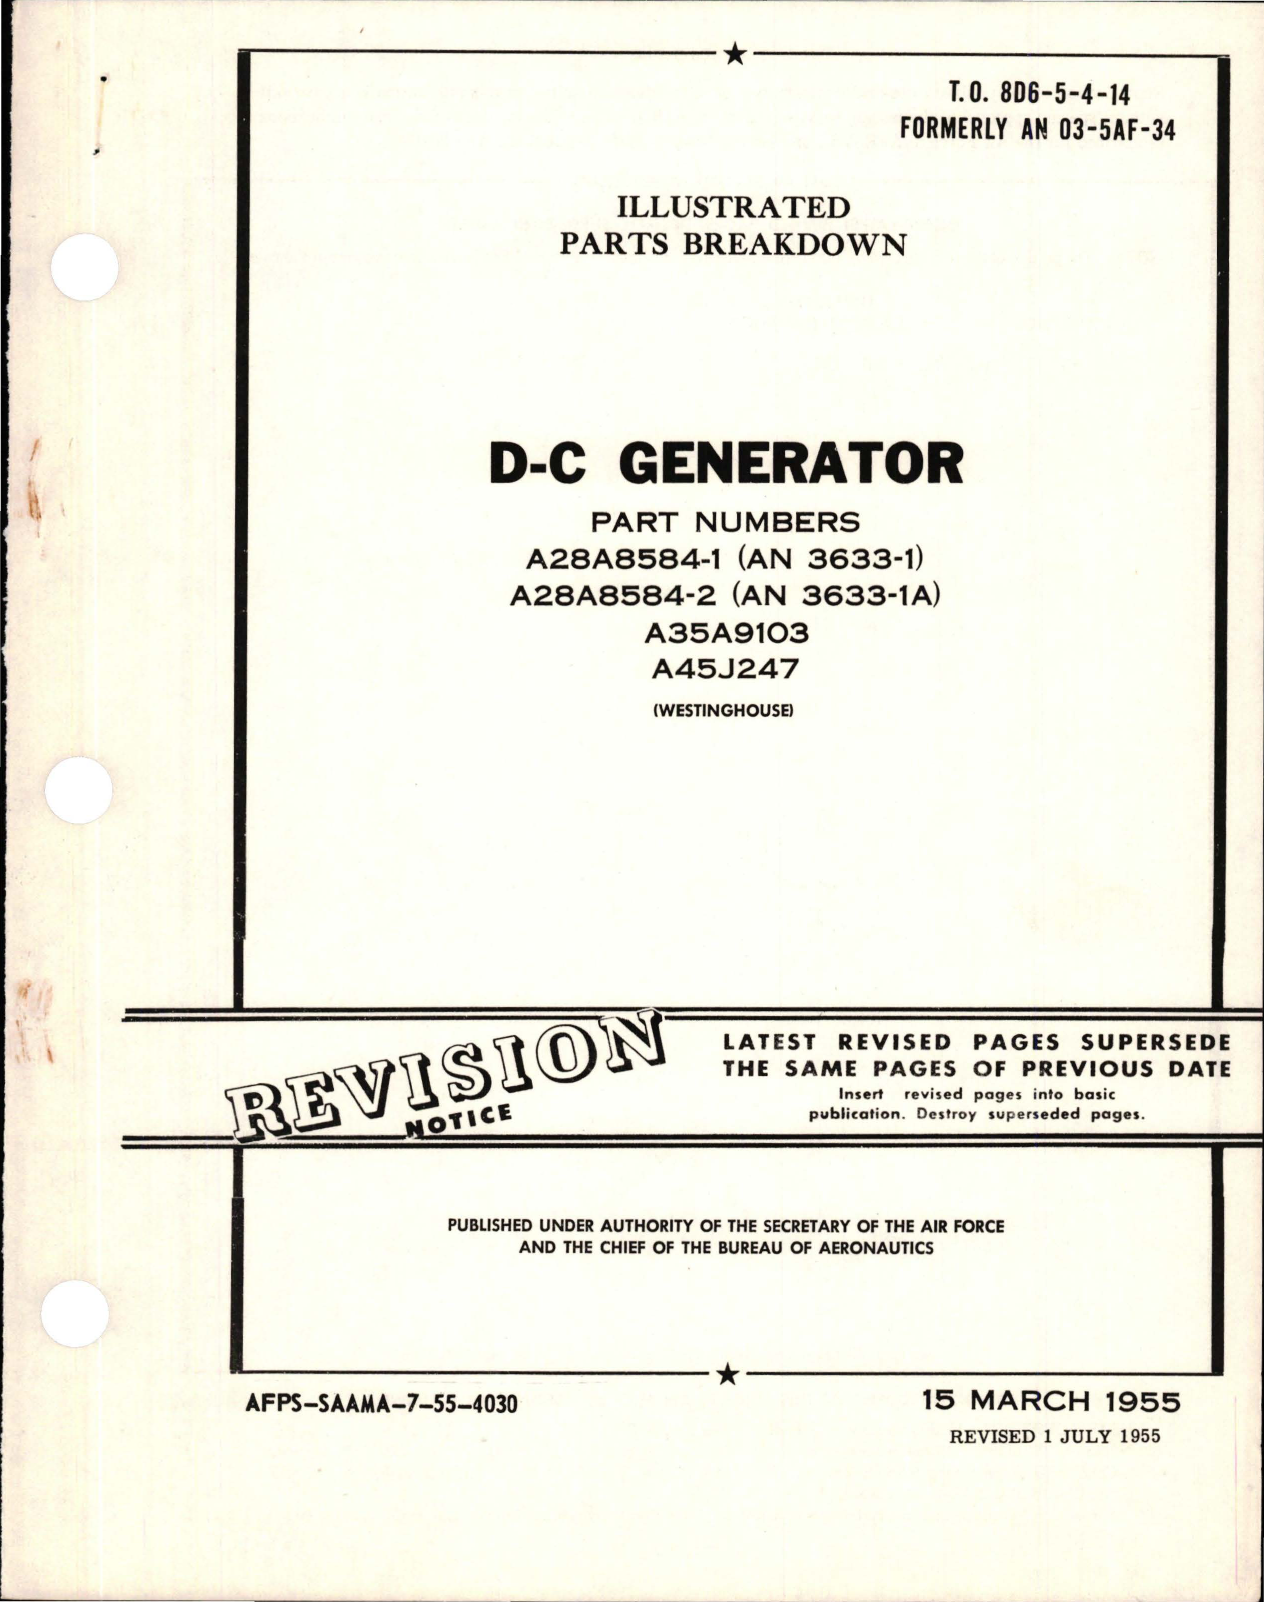 T.O. 8D6-5-4-14
FORMERLY AN 03-5AF-34
ILLUSTRATED
PARTS BREAKDOWN
D-C GENERATOR
PART NUMBERS
A28A8584-1 (AN 3633-1)
A28A8584-2 (AN 3633-1A)
A35A9103
A45J247
(WESTINGHOUSE)
REVISION
NOTICE
LATEST REVISED PAGES SUPERSEDE
THE SAME PAGES OF PREVIOUS DATE
Insert revised pages into basic
publication. Destroy superseded pages.
PUBLISHED UNDER AUTHORITY OF THE SECRETARY OF THE AIR FORCE
AND THE CHIEF OF THE BUREAU OF AERONAUTICS
AFPS-SAAMA-7-55-4030
15 MARCH 1955
REVISED 1 JULY 1955